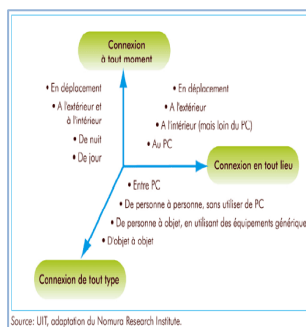 Connexion
à tout moment
• En déplacement
• A l'extérieur et
à l'intérieur
• De nuit
• De jour
• En déplacement
• A l'extérieur
• A l'intérieur (mais loin du PC)
• Au PC
Connexion en tout lieu
• Entre PC
• De personne à personne, sans utiliser de PC
• De personne à objet, en utilisant des équipements générique
• D'objet à objet
Connexion de tout type
Source: UIT, adaptation du Nomura Research Institute.